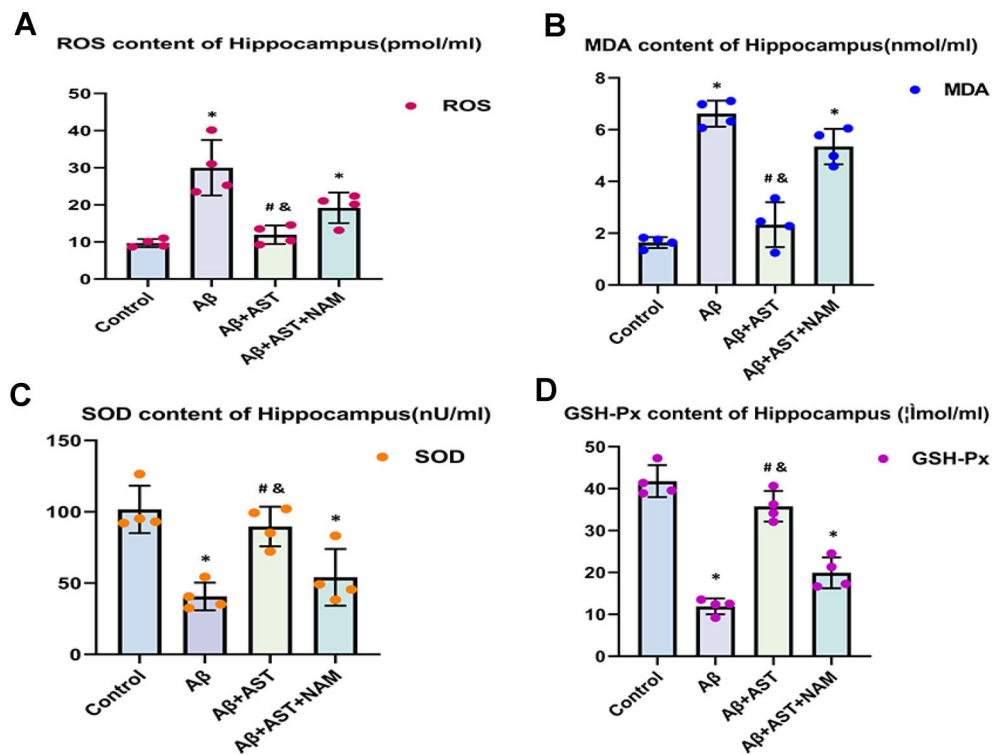 A
ROS content of Hippocampus(pmol/ml)
50
40
30
20
10
0
ROS
*
# &
*
Control
Aβ
Aβ+AST
Aβ+AST+NAM
B
MDA content of Hippocampus(nmol/ml)
8
6
4
2
0
MDA
*
# &
*
Control
Aβ
Aβ+AST
Aβ+AST+NAM
C
SOD content of Hippocampus(nU/ml)
150
100
50
0
SOD
*
# &
*
Control
Aβ
Aβ+AST
Aβ+AST+NAM
D
GSH-Px content of Hippocampus (¦Ìmol/ml)
50
40
30
20
10
0
GSH-Px
*
# &
*
Control
Aβ
Aβ+AST
Aβ+AST+NAM